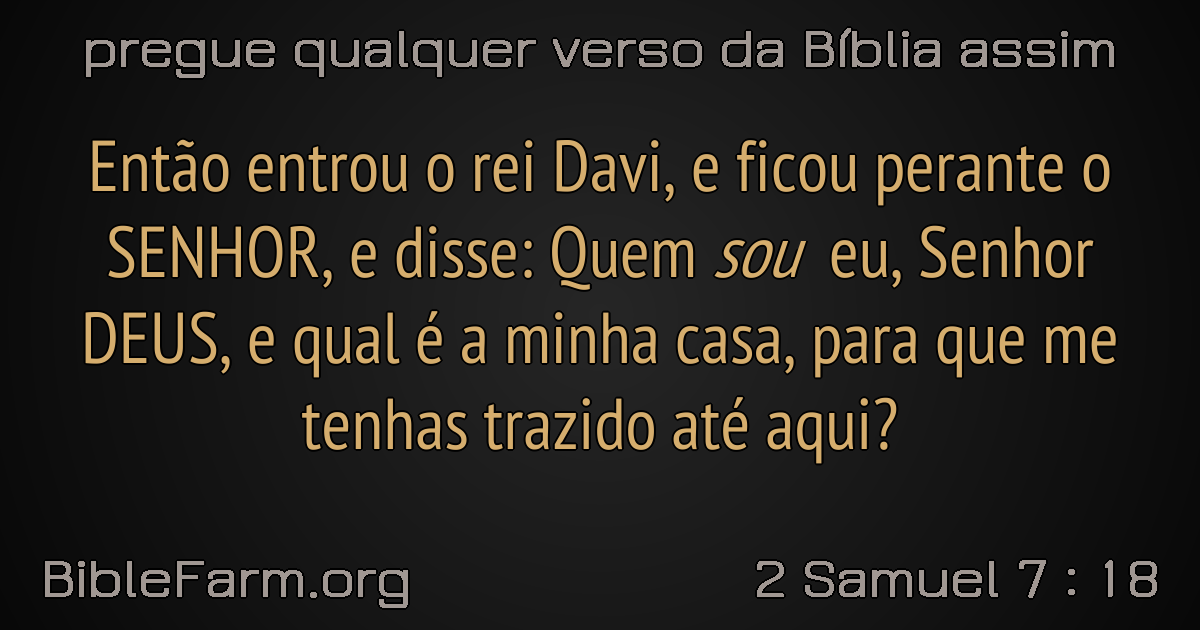 pregue qualquer verso da Bíblia assim
Então entrou o rei Davi, e ficou perante o
SENHOR, e disse: Quem sou eu, Senhor
DEUS, e qual é a minha casa, para que me
tenhas trazido até aqui?
BibleFarm.org
2 Samuel 7 : 18